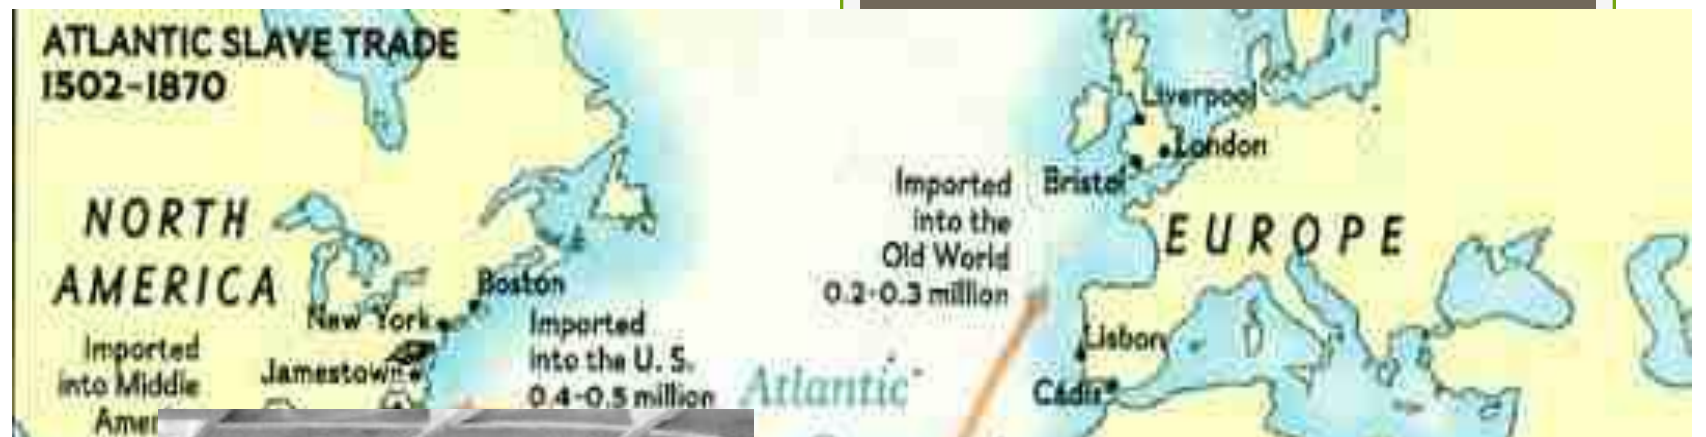 ATLANTIC SLAVE TRADE
1502-1870
NORTH
AMERICA
Boston
New York
Jamestown
Imported
into Middle
Amer
Imported
into the U. S.
0.4-0.5 million
Atlantic
Imported
into the
Old World
0.2-0.3 million
Liverpool
London
Bristol
EUROPE
Lisbon
Cádiz